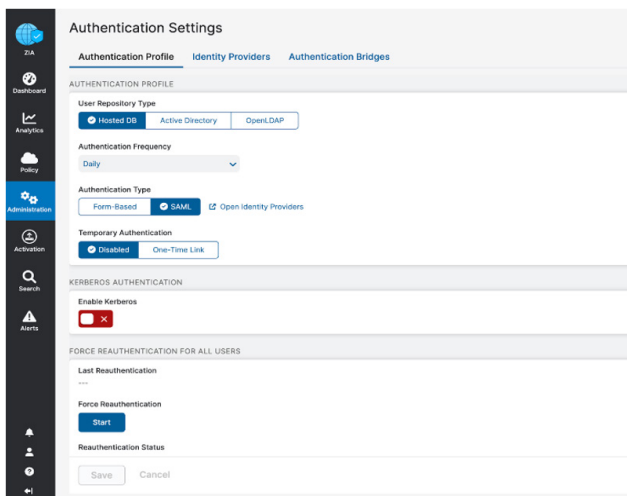 Authentication Settings
Authentication Profile Identity Providers Authentication Bridges
AUTHENTICATION PROFILE
User Repository Type
Hosted DB Active Directory OpenLDAP
Authentication Frequency
Daily
Authentication Type
Form-Based SAML Open Identity Providers
Temporary Authentication
Disabled One-Time Link
KERBEROS AUTHENTICATION
Enable Kerberos
FORCE REAUTHENTICATION FOR ALL USERS
Last Reauthentication
---
Force Reauthentication
Start
Reauthentication Status
Save Cancel
ZIA
Dashboard
Analytics
Policy
Administration
Activation
Search
Alerts